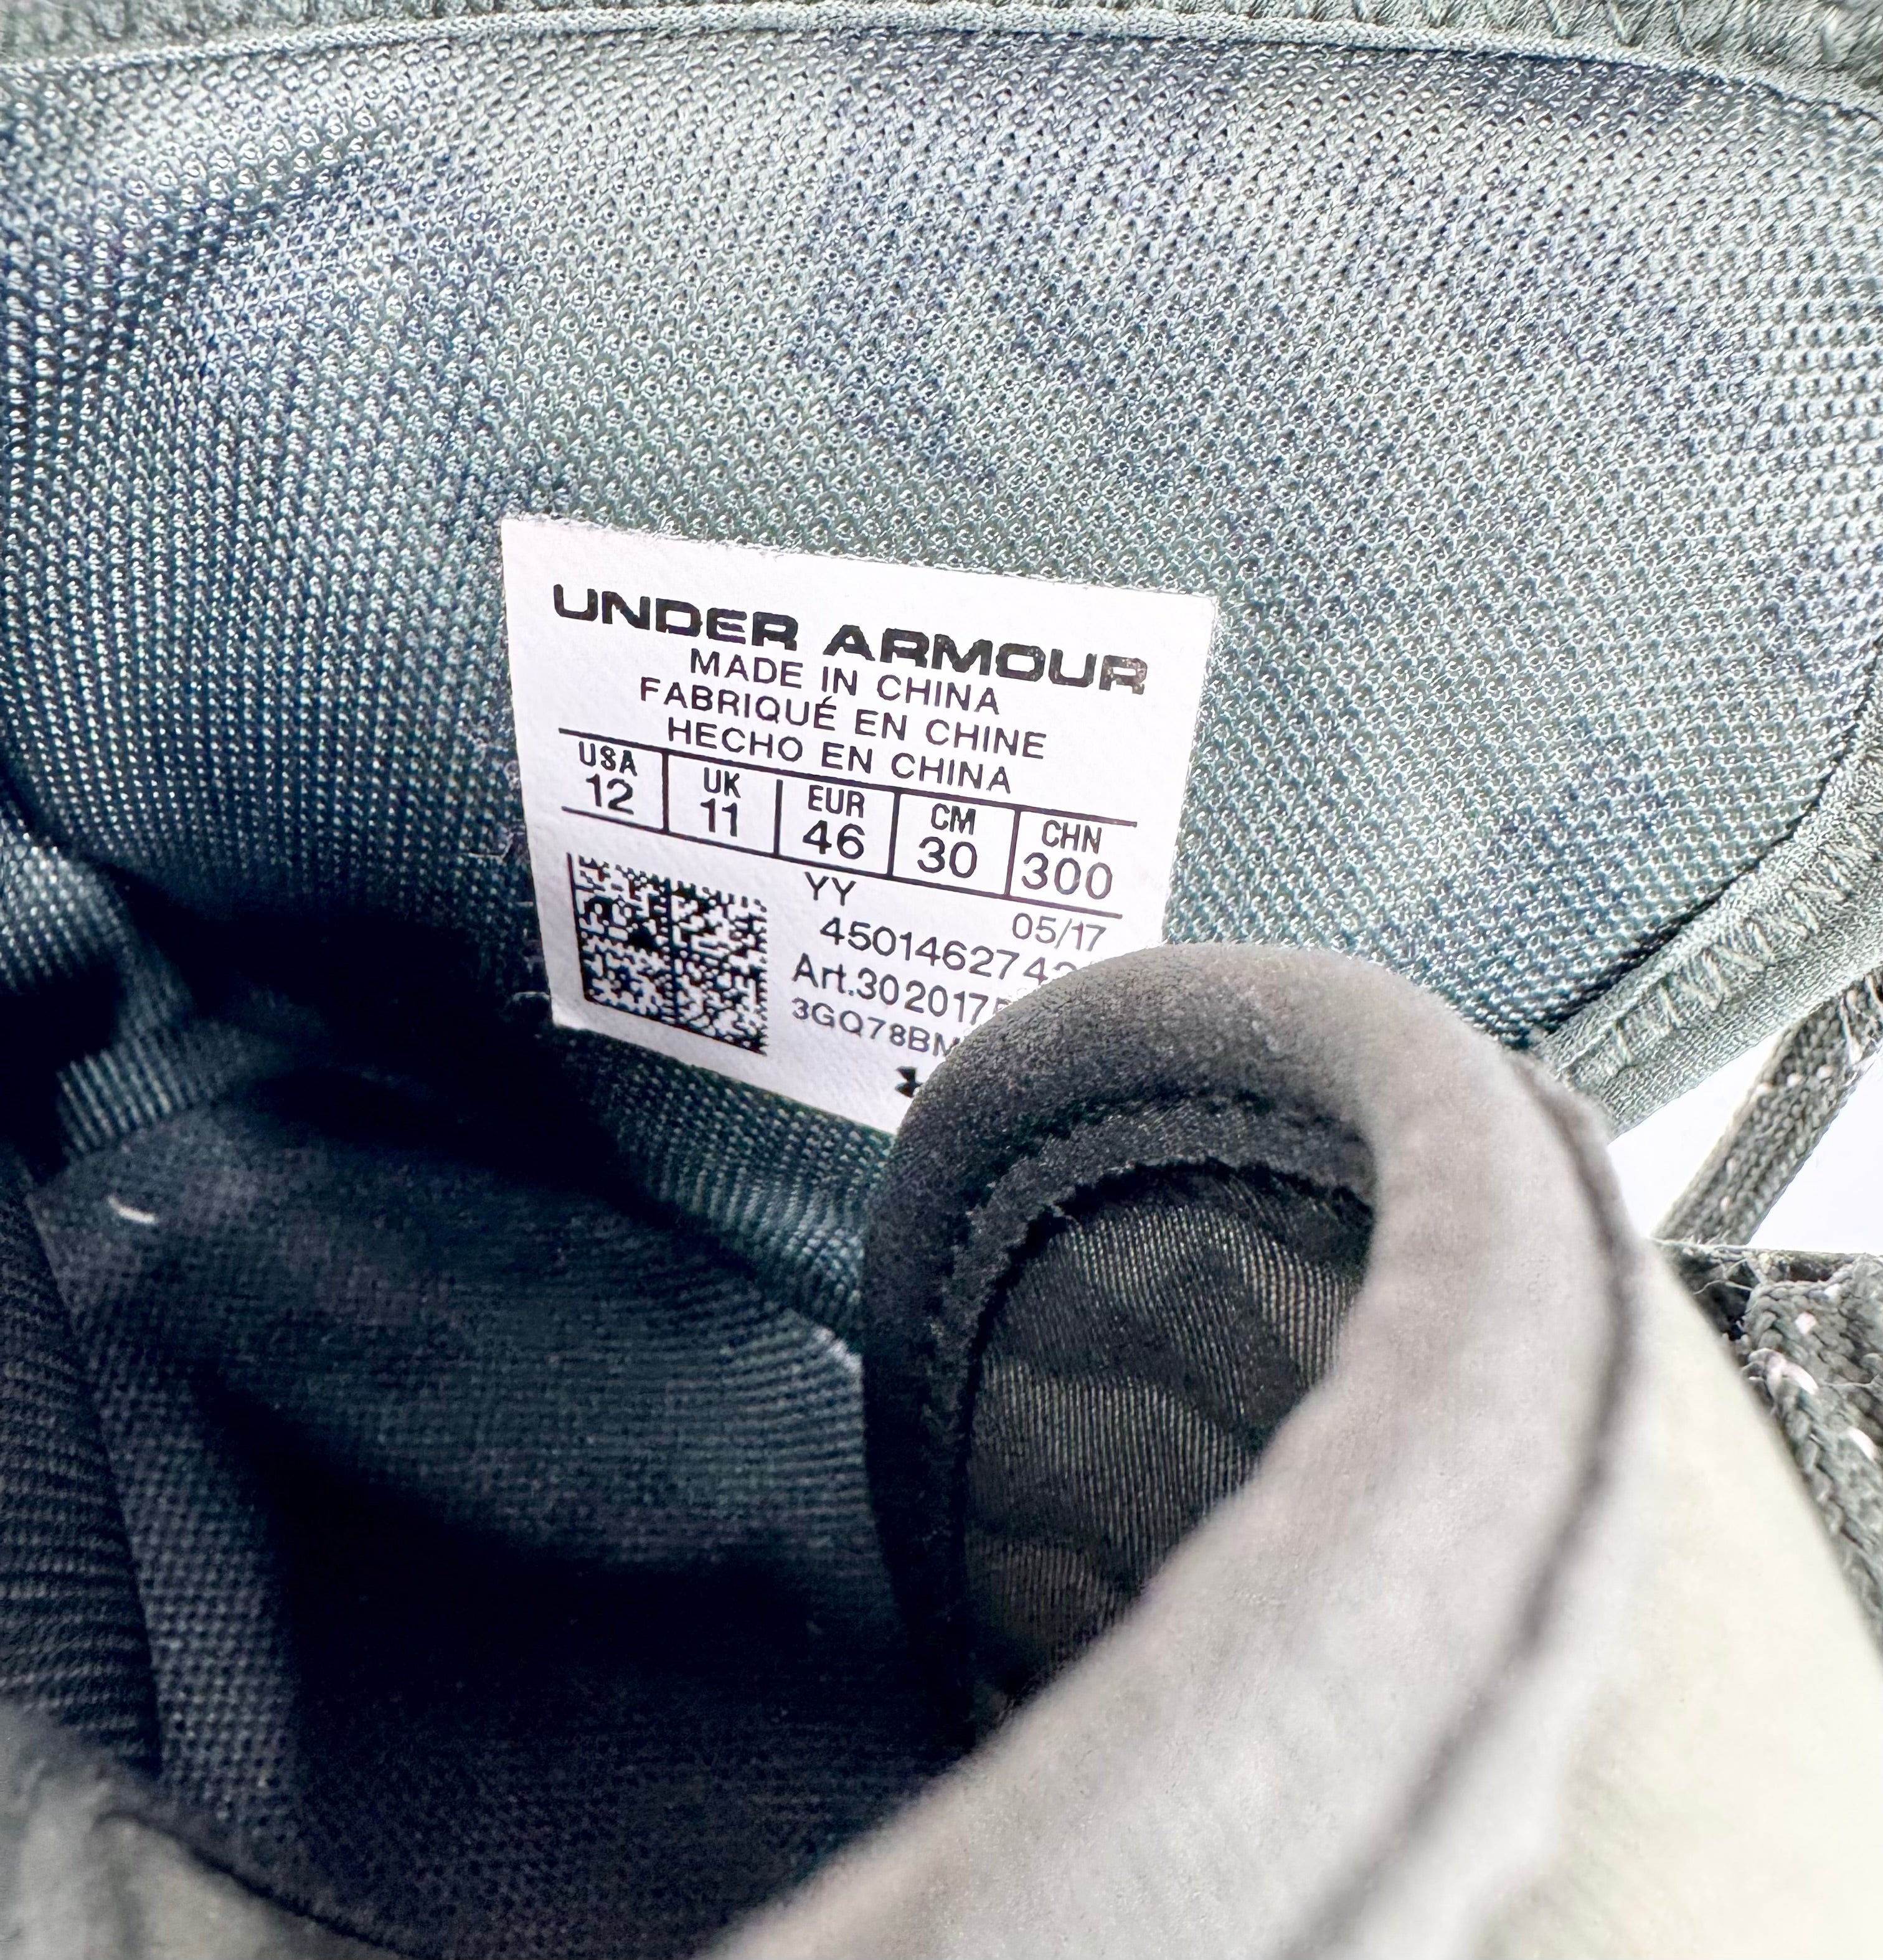 UNDER ARMOUR
MADE IN CHINA
FABRIQUÉ EN CHINE
HECHO EN CHINA
USA UK EUR CM CHN
12 11 46 30 300
YY 05/17